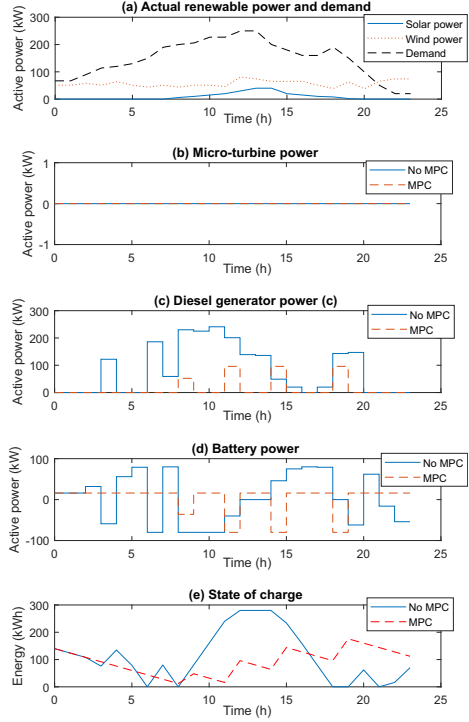 (a) Actual renewable power and demand
Active power (kW)
300
200
100
0
0 5 10 15 20 25
Time (h)
Solar power
Wind power
Demand
(b) Micro-turbine power
Active power (kW)
1
0
-1
0 5 10 15 20 25
Time (h)
No MPC
MPC
(c) Diesel generator power (c)
Active power (kW)
300
200
100
0
0 5 10 15 20 25
Time (h)
No MPC
MPC
(d) Battery power
Active power (kW)
100
0
-100
0 5 10 15 20 25
Time (h)
No MPC
MPC
(e) State of charge
Energy (kWh)
300
200
100
0
0 5 10 15 20 25
Time (h)
No MPC
MPC